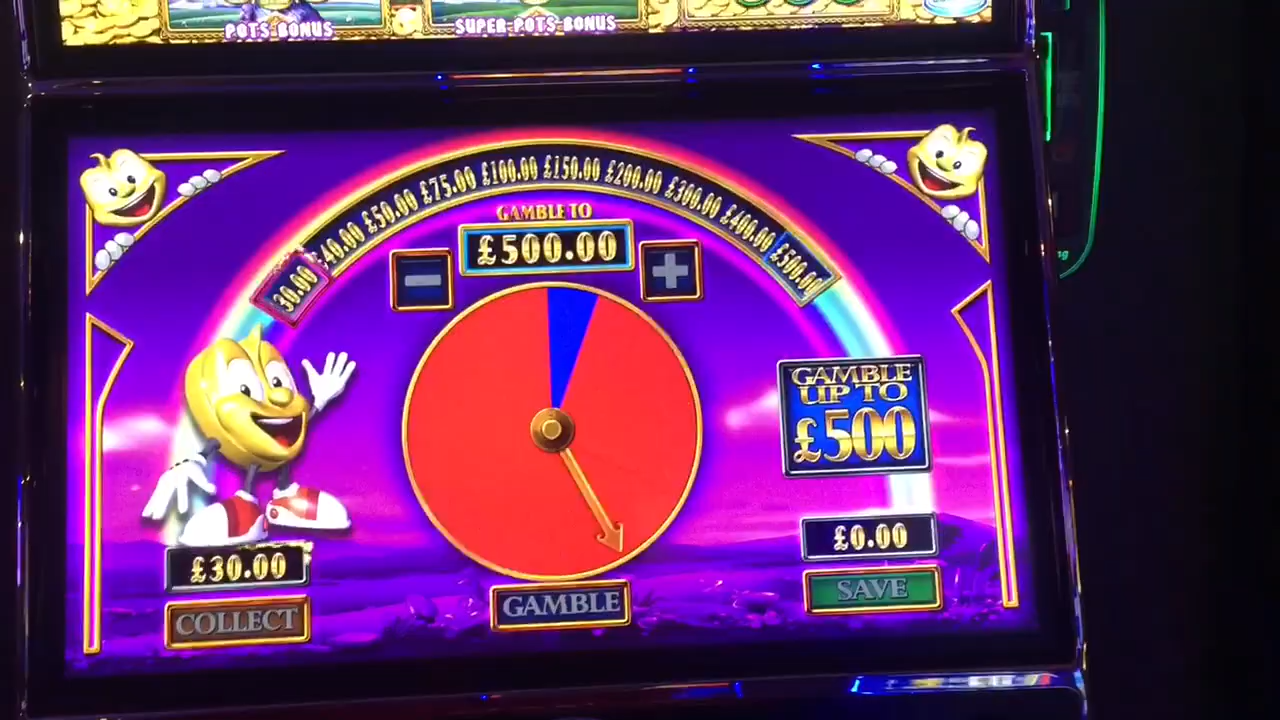 POTS BONUS
SUPER POTS BONUS
30.00 £40.00 £50.00 £75.00 £100.00 £150.00 £200.00 £300.00 £400.00 £500.00
GAMBLE TO
£500.00
-
+
GAMBLE
UP TO
£500
£0.00
SAVE
£30.00
COLLECT
GAMBLE